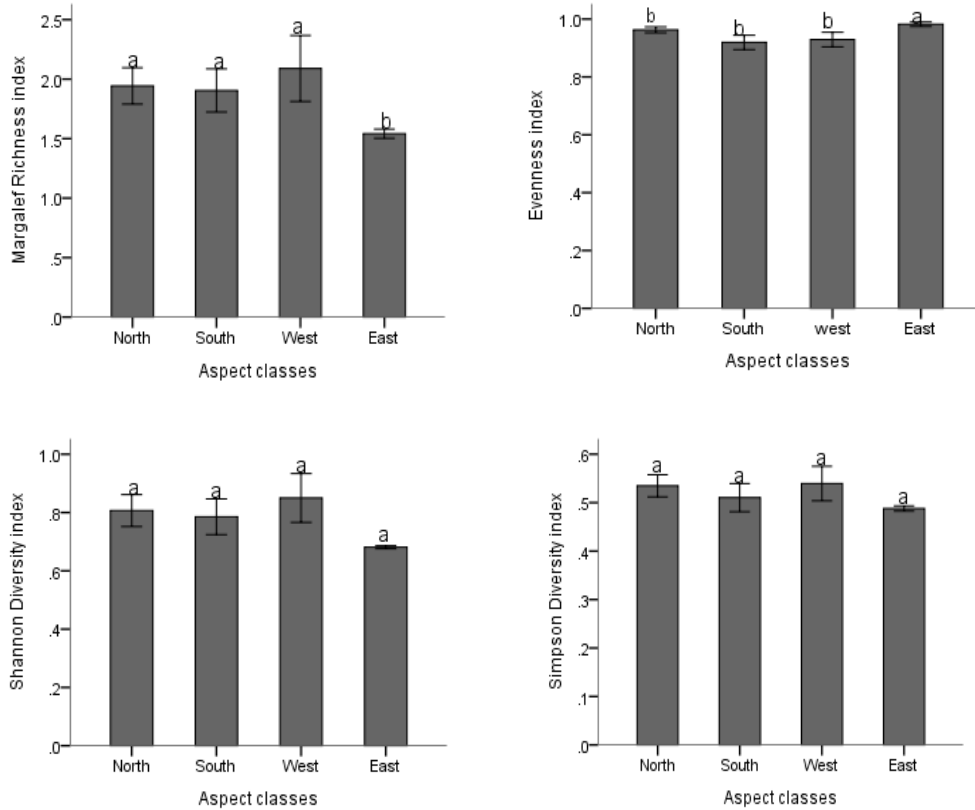 Margalef Richness index
2.5
2.0
1.5
1.0
.5
.0
a
a
a
b
North South West East
Aspect classes
Evenness index
1.0
.8
.6
.4
.2
.0
b
b
b
a
North South west East
Aspect classes
Shannon Diversity index
1.0
.8
.6
.4
.2
.0
a
a
a
a
North South West East
Aspect classes
Simpson Diversity index
.6
.5
.4
.3
.2
.1
.0
a
a
a
a
North South West East
Aspect classes